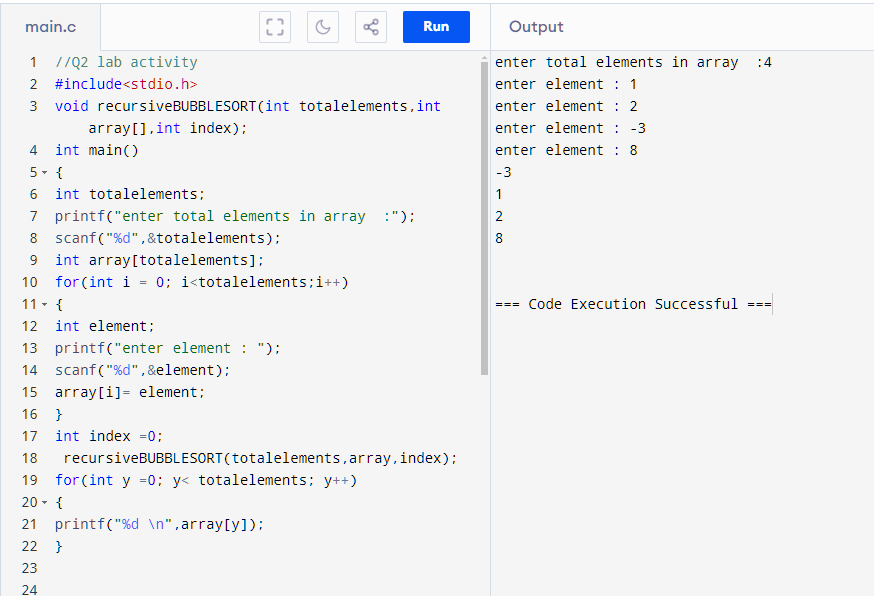 main.c
Run
Output
1 //Q2 lab activity
2 #include<stdio.h>
3 void recursiveBUBBLESORT(int totalelements,int
array[],int index);
4 int main()
5 {
6 int totalelements;
7 printf("enter total elements in array  :");
8 scanf("%d",&totalelements);
9 int array[totalelements];
10 for(int i = 0; i<totalelements;i++)
11 {
12 int element;
13 printf("enter element : ");
14 scanf("%d",&element);
15 array[i]= element;
16 }
17 int index =0;
18  recursiveBUBBLESORT(totalelements,array,index);
19 for(int y =0; y< totalelements; y++)
20 {
21 printf("%d \n",array[y]);
22 }
23
24
enter total elements in array  :4
enter element : 1
enter element : 2
enter element : -3
enter element : 8
-3
1
2
8
=== Code Execution Successful ===